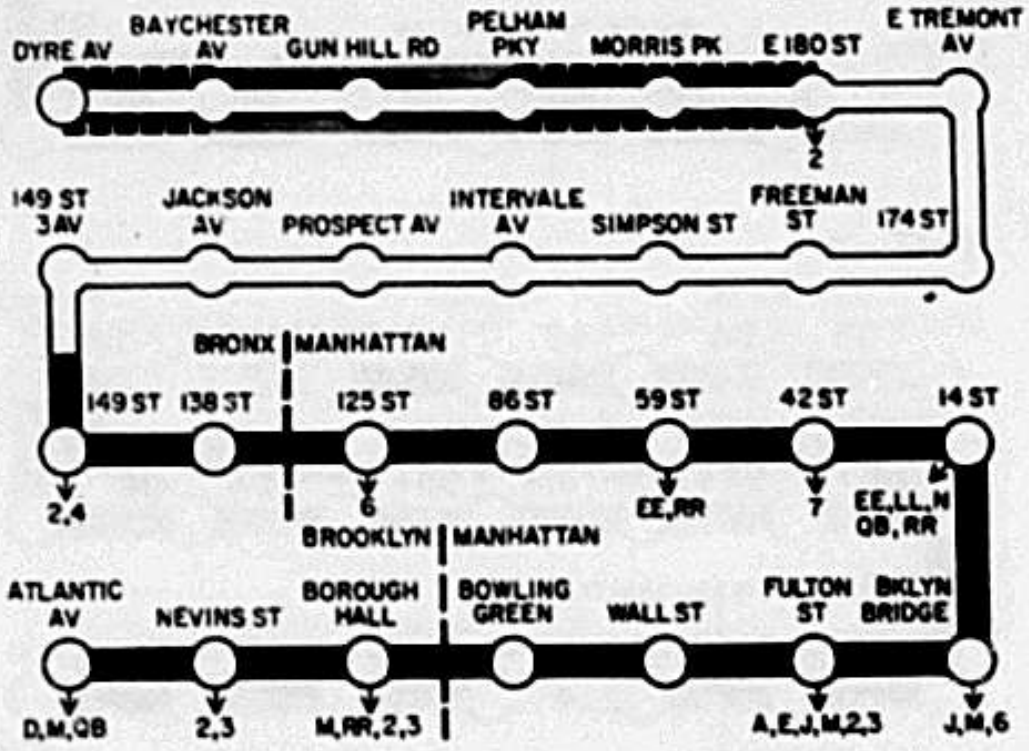 DYRE AV
BAYCHESTER
AV
GUN HILL RD
PELHAM
PKY
MORRIS PK
E 180 ST
E TREMONT
AV
2
149 ST
3 AV
JACKSON
AV
PROSPECT AV
INTERVALE
AV
SIMPSON ST
FREEMAN
ST
174 ST
BRONX
MANHATTAN
149 ST
138 ST
125 ST
86 ST
59 ST
42 ST
14 ST
2,4
6
EE,RR
7
EE,LL,N
QB,RR
BROOKLYN
MANHATTAN
ATLANTIC
AV
NEVINS ST
BOROUGH
HALL
BOWLING
GREEN
WALL ST
FULTON
ST
BKLYN
BRIDGE
D,M,QB
2,3
M,RR,2,3
A,E,J,M,2,3
J,M,6